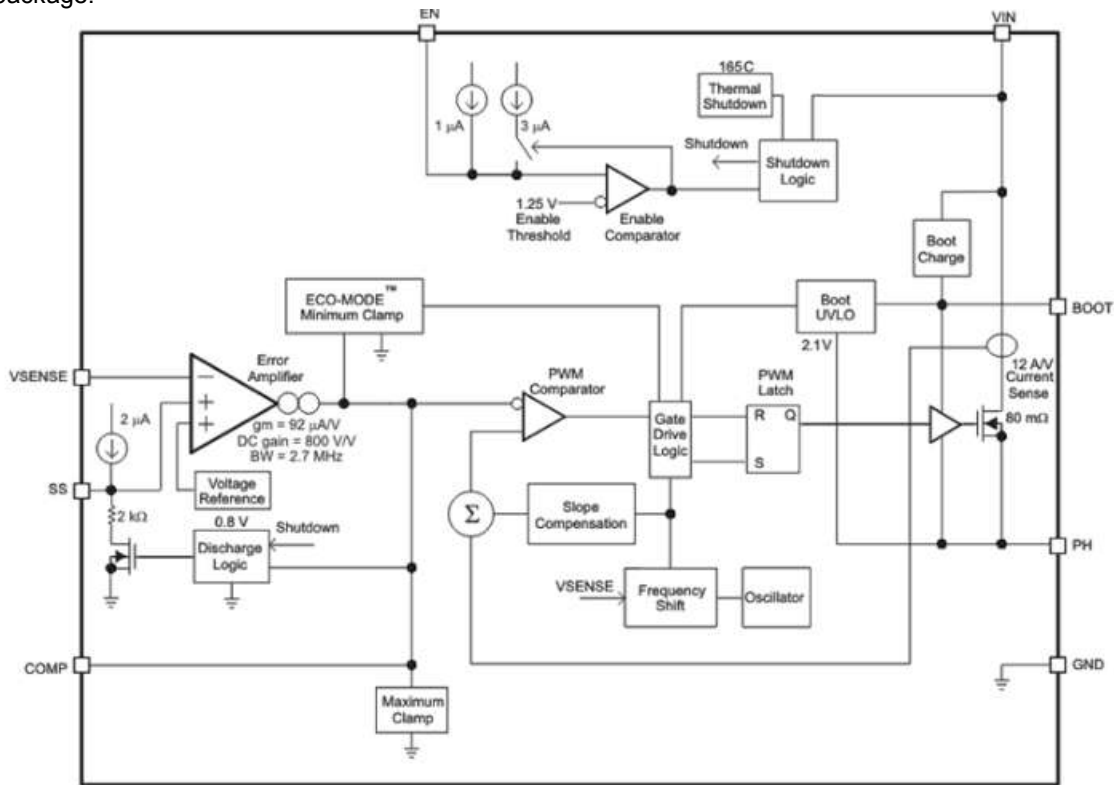 package.
EN
VIN
165C
Thermal
Shutdown
1 μA
3 μA
Shutdown
Shutdown
Logic
1.25 V
Enable
Threshold
Enable
Comparator
Boot
Charge
ECO-MODE™
Minimum Clamp
Boot
UVLO
BOOT
2.1V
Error
Amplifier
VSENSE
PWM
Comparator
PWM
Latch
12 A/V
Current
Sense
2 μA
gm = 92 μA/V
DC gain = 800 V/V
BW = 2.7 MHz
Gate
Drive
Logic
R Q
S
80 mΩ
SS
Voltage
Reference
2 kΩ
0.8 V
Shutdown
Discharge
Logic
Σ
Slope
Compensation
PH
VSENSE
Frequency
Shift
Oscillator
COMP
GND
Maximum
Clamp